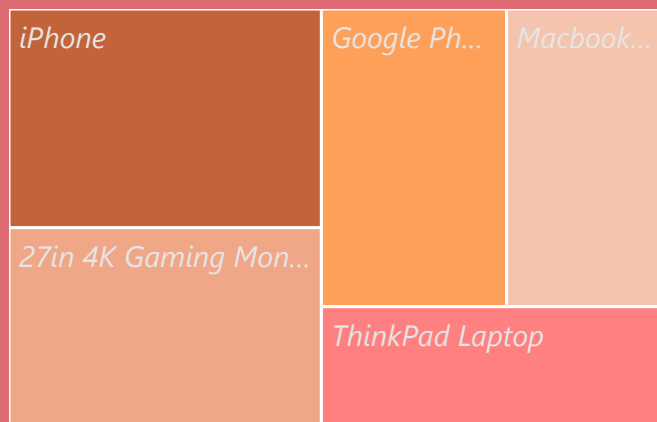 iPhone
Google Ph...
Macbook...
27in 4K Gaming Mon...
ThinkPad Laptop